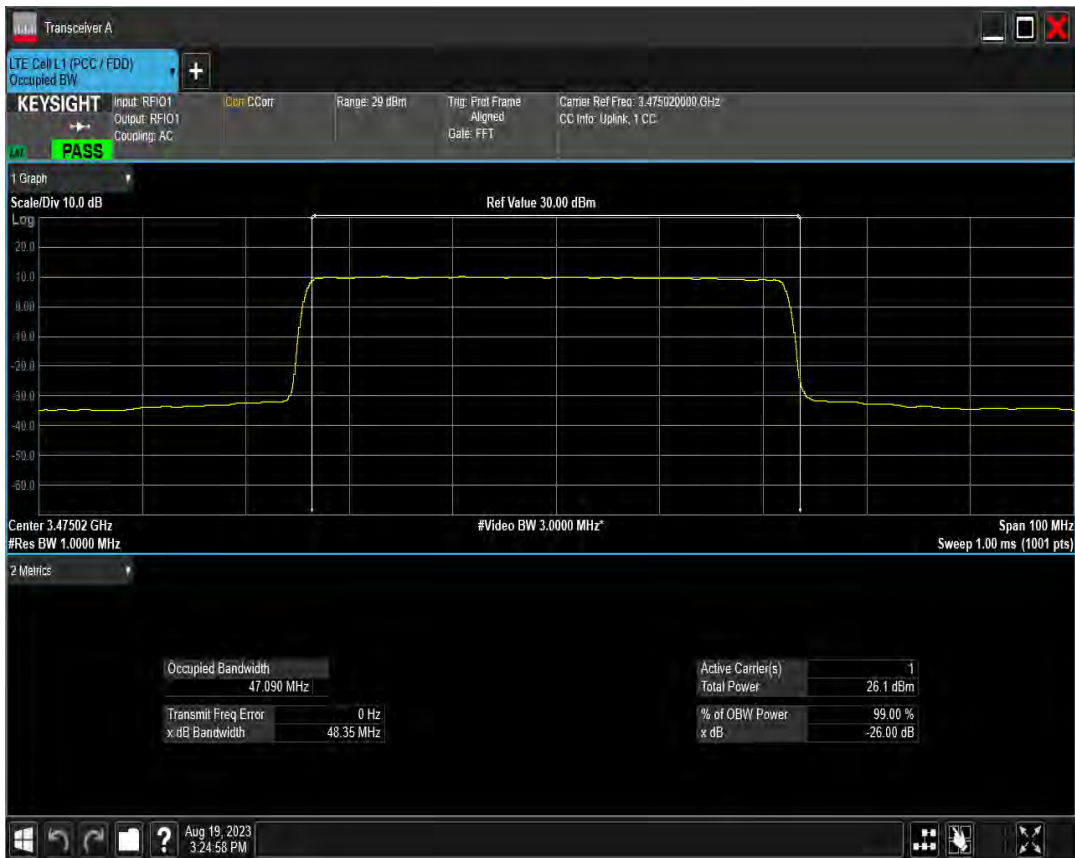 Transceiver A
LTE Cell L1 (PCC / FDD)
Occupied BW
+
KEYSIGHT
Input: RFIO1
Output: RFIO1
Coupling: AC
Corr CCorr
Range: 29 dBm
Trig: Prot Frame
Aligned
Gate: FFT
Carrier Ref Freq: 3.475020000 GHz
CC Info: Uplink, 1 CC
PASS
1 Graph
Scale/Div 10.0 dB
Ref Value 30.00 dBm
Log
20.0
10.0
0.00
-10.0
-20.0
-30.0
-40.0
-50.0
-60.0
Center 3.47502 GHz
#Video BW 3.0000 MHz*
Span 100 MHz
#Res BW 1.0000 MHz
Sweep 1.00 ms (1001 pts)
2 Metrics
Occupied Bandwidth
47.090 MHz
Transmit Freq Error 0 Hz
x dB Bandwidth 48.35 MHz
Active Carrier(s) 1
Total Power 26.1 dBm
% of OBW Power 99.00 %
x dB -26.00 dB
?
Aug 19, 2023
3:24:58 PM